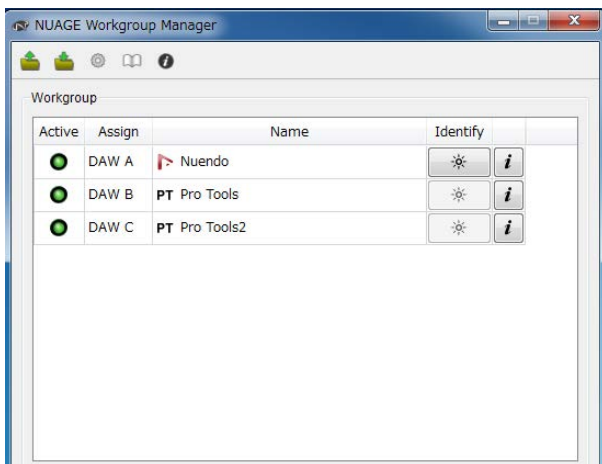 NUAGE Workgroup Manager
Workgroup
Active Assign Name Identify
DAW A Nuendo i
DAW B PT Pro Tools i
DAW C PT Pro Tools2 i